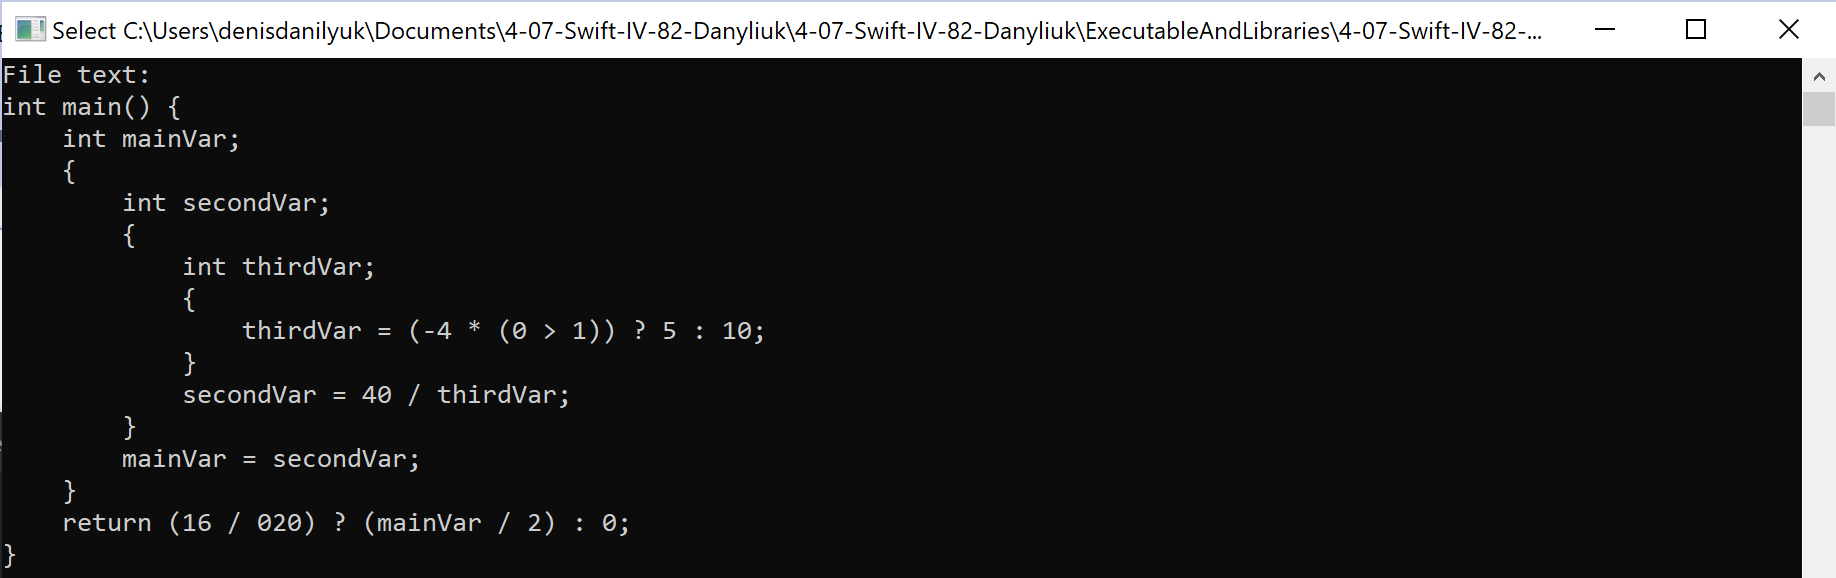 Select C:\Users\denisdanilyuk\Documents\4-07-Swift-IV-82-Danyliuk\4-07-Swift-IV-82-Danyliuk\ExecutableAndLibraries\4-07-Swift-IV-82-...
File text:
int main() {
    int mainVar;
    {
        int secondVar;
        {
            int thirdVar;
            {
                thirdVar = (-4 * (0 > 1)) ? 5 : 10;
            }
            secondVar = 40 / thirdVar;
        }
        mainVar = secondVar;
    }
    return (16 / 020) ? (mainVar / 2) : 0;
}